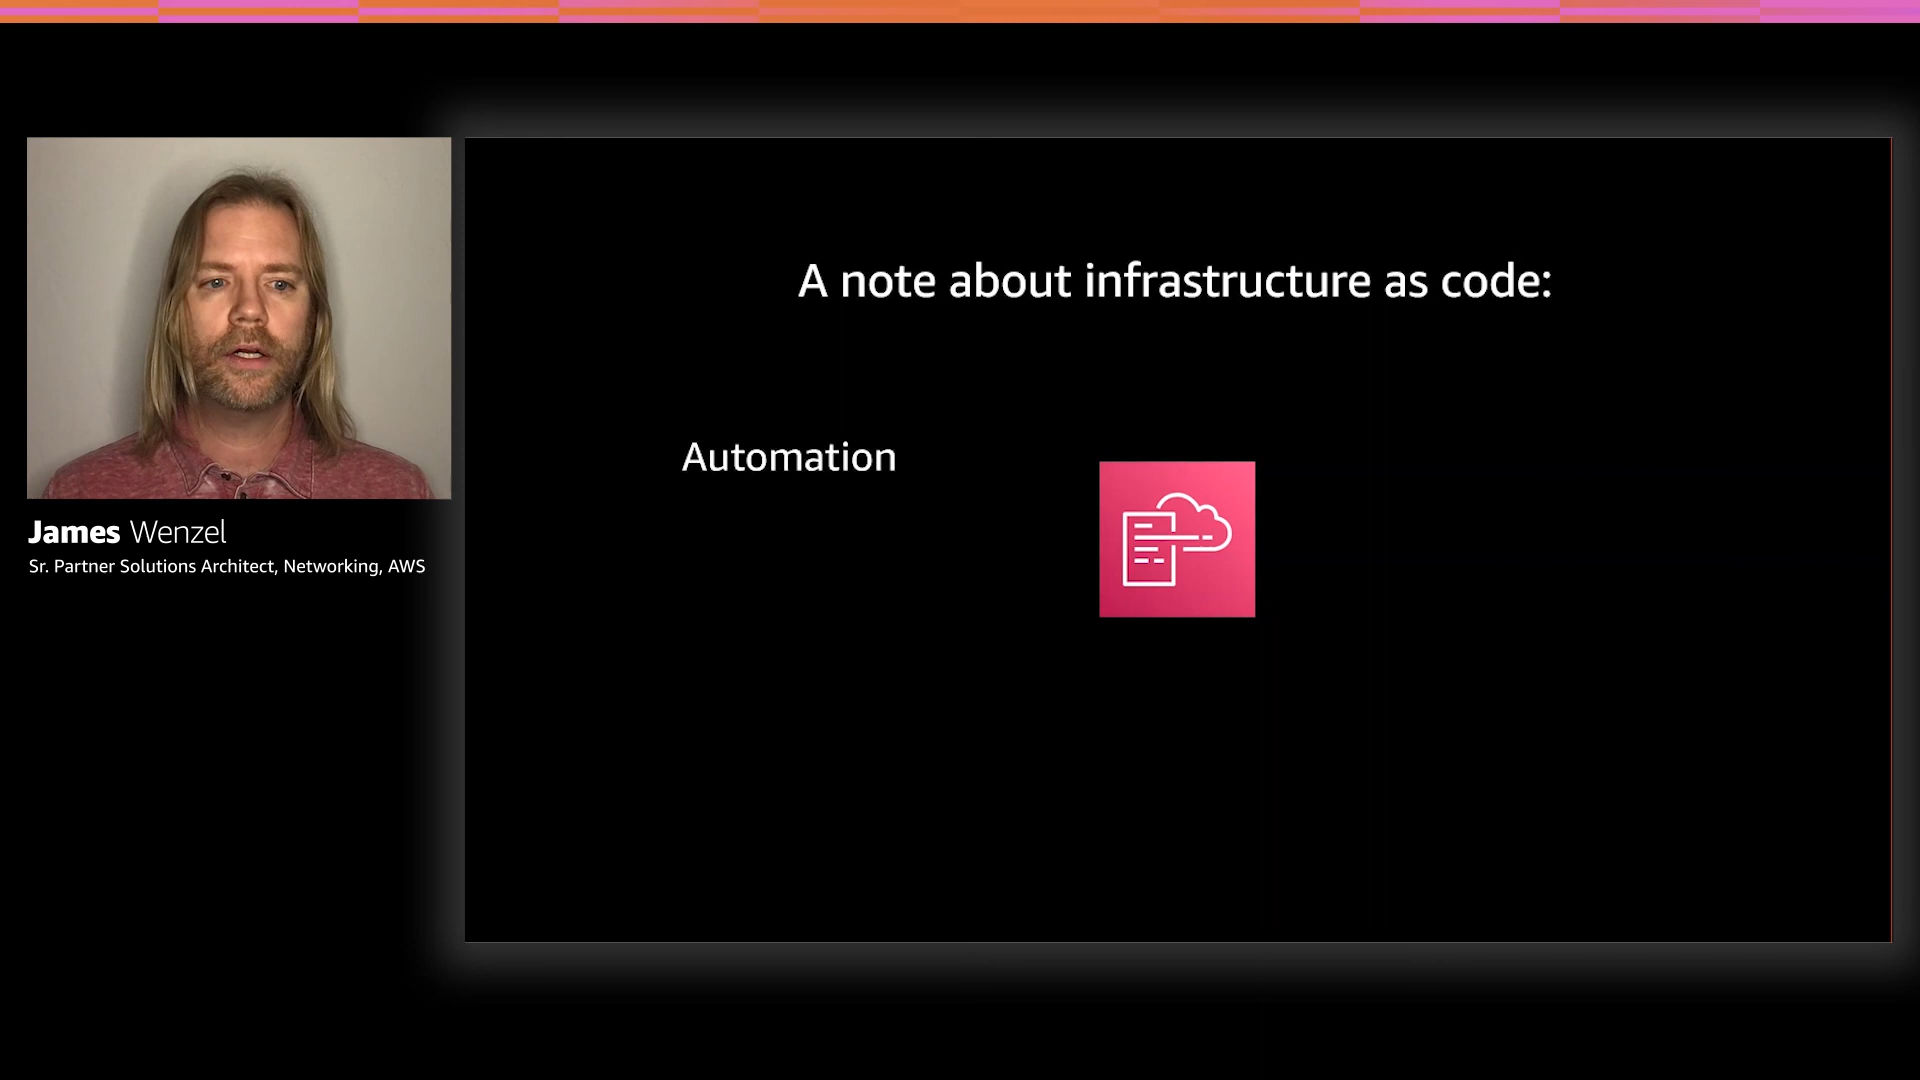 James Wenzel
Sr. Partner Solutions Architect, Networking, AWS
A note about infrastructure as code:
Automation